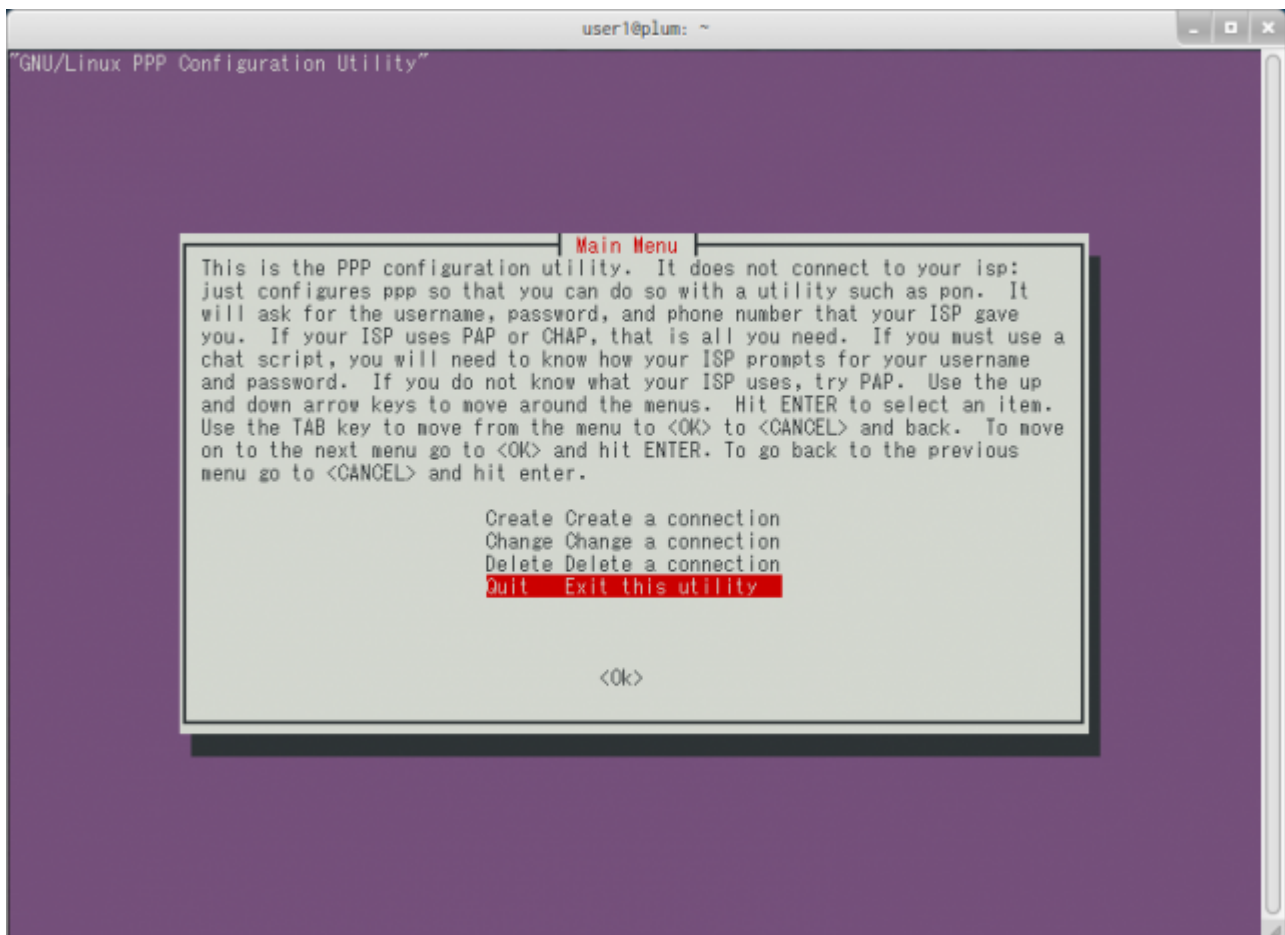 user1@plum: ~
"GNU/Linux PPP Configuration Utility"
Main Menu
This is the PPP configuration utility.  It does not connect to your isp:
just configures ppp so that you can do so with a utility such as pon.  It
will ask for the username, password, and phone number that your ISP gave
you.  If your ISP uses PAP or CHAP, that is all you need.  If you must use a
chat script, you will need to know how your ISP prompts for your username
and password.  If you do not know what your ISP uses, try PAP.  Use the up
and down arrow keys to move around the menus.  Hit ENTER to select an item.
Use the TAB key to move from the menu to <OK> to <CANCEL> and back.  To move
on to the next menu go to <OK> and hit ENTER. To go back to the previous
menu go to <CANCEL> and hit enter.
Create Create a connection
Change Change a connection
Delete Delete a connection
Quit   Exit this utility
<Ok>